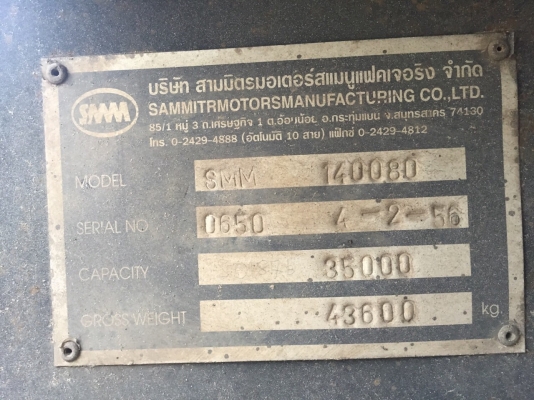 SMM
บริษัท สามมิตรมอเตอร์สแมนูแฟคเจอริง จำกัด
SAMMITRMOTORSMANUFACTURING CO.,LTD.
85/1 หมู่ 3 ถ.เศรษฐกิจ 1 ต.อ้อมน้อย อ.กระทุ่มแบน จ.สมุทรสาคร 74130
โทร. 0-2429-4888 (อัตโนมัติ 10 สาย) แฟ็กซ์ 0-2429-4812
MODEL SMM 140080
SERIAL NO 0650 4-2-56
CAPACITY 35000
GROSS WEIGHT 43600 kg.